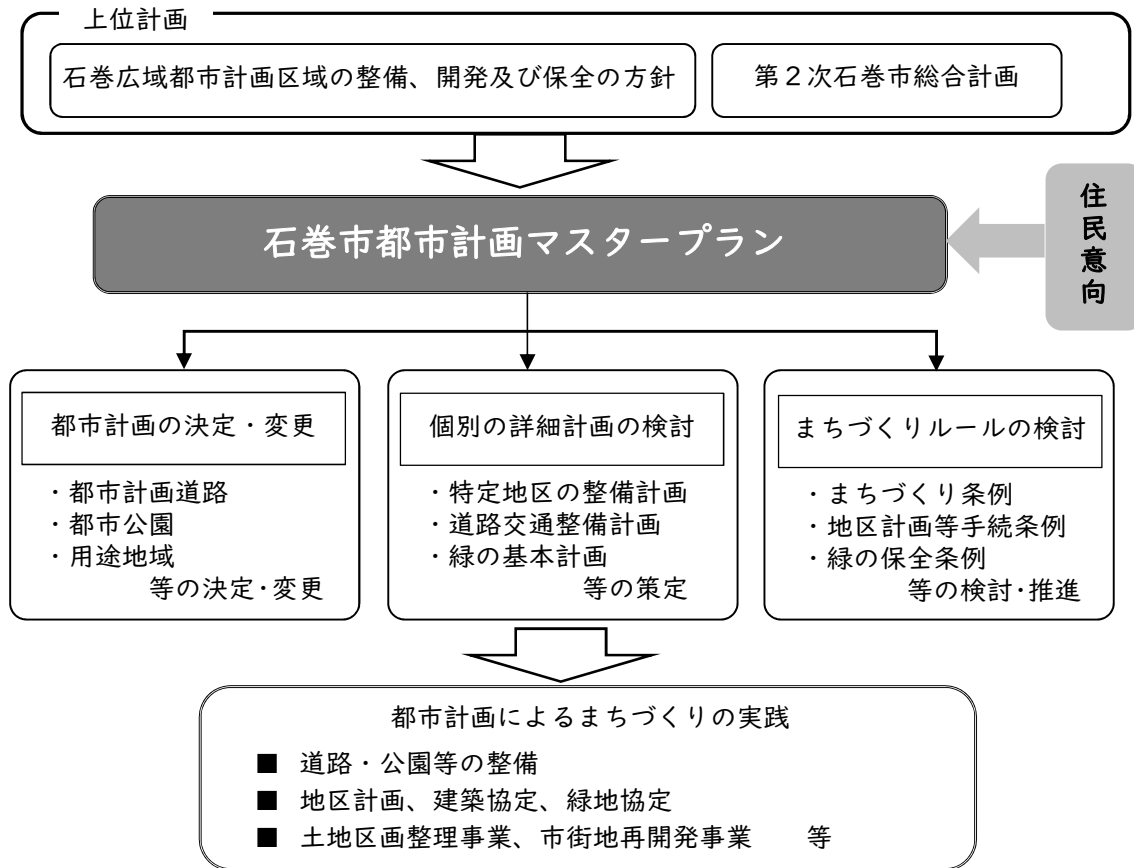 上位計画
石巻広域都市計画区域の整備、開発及び保全の方針
第２次石巻市総合計画
石巻市都市計画マスタープラン
住民意向
都市計画の決定・変更
・都市計画道路
・都市公園
・用途地域
等の決定・変更
個別の詳細計画の検討
・特定地区の整備計画
・道路交通整備計画
・緑の基本計画
等の策定
まちづくりルールの検討
・まちづくり条例
・地区計画等手続条例
・緑の保全条例
等の検討・推進
都市計画によるまちづくりの実践
■ 道路・公園等の整備
■ 地区計画、建築協定、緑地協定
■ 土地区画整理事業、市街地再開発事業　　等